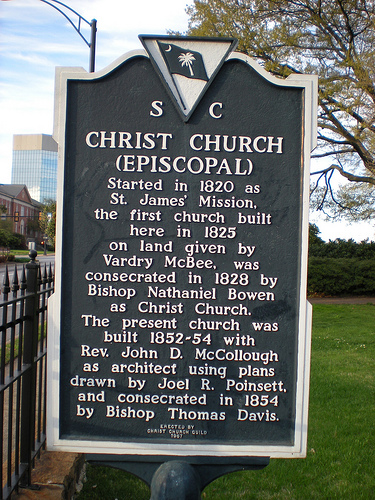 S C
CHRIST CHURCH
(EPISCOPAL)
Started in 1820 as
St. James' Mission,
the first church built
here in 1825
on land given by
Vardry McBee, was
consecrated in 1828 by
Bishop Nathaniel Bowen
as Christ Church.
The present church was
built 1852-54 with
Rev. John D. McCollough
as architect using plans
drawn by Joel R. Poinsett,
and consecrated in 1854
by Bishop Thomas Davis.
ERECTED BY
CHRIST CHURCH GUILD
1967